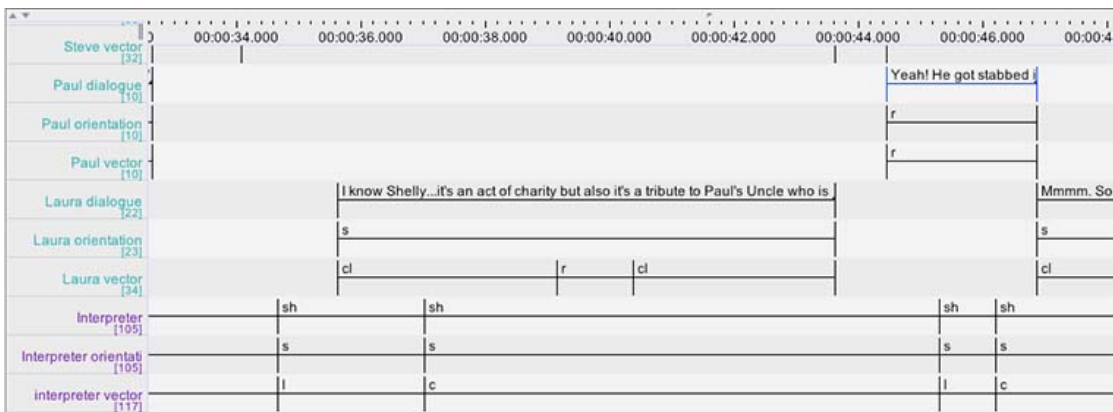 00:00:34.000 00:00:36.000 00:00:38.000 00:00:40.000 00:00:42.000 00:00:44.000 00:00:46.000 00:00:4
Steve vector
[32]
Paul dialogue Yeah! He got stabbed i
[10]
Paul orientation r
[10]
Paul vector r
[10]
Laura dialogue I know Shelly...it's an act of charity but also it's a tribute to Paul's Uncle who is Mmmm. So
[22]
Laura orientation s s
[23]
Laura vector cl r cl cl
[34]
Interpreter sh sh sh sh
[105]
Interpreter orientati s s s s
[105]
interpreter vector l c l c
[117]